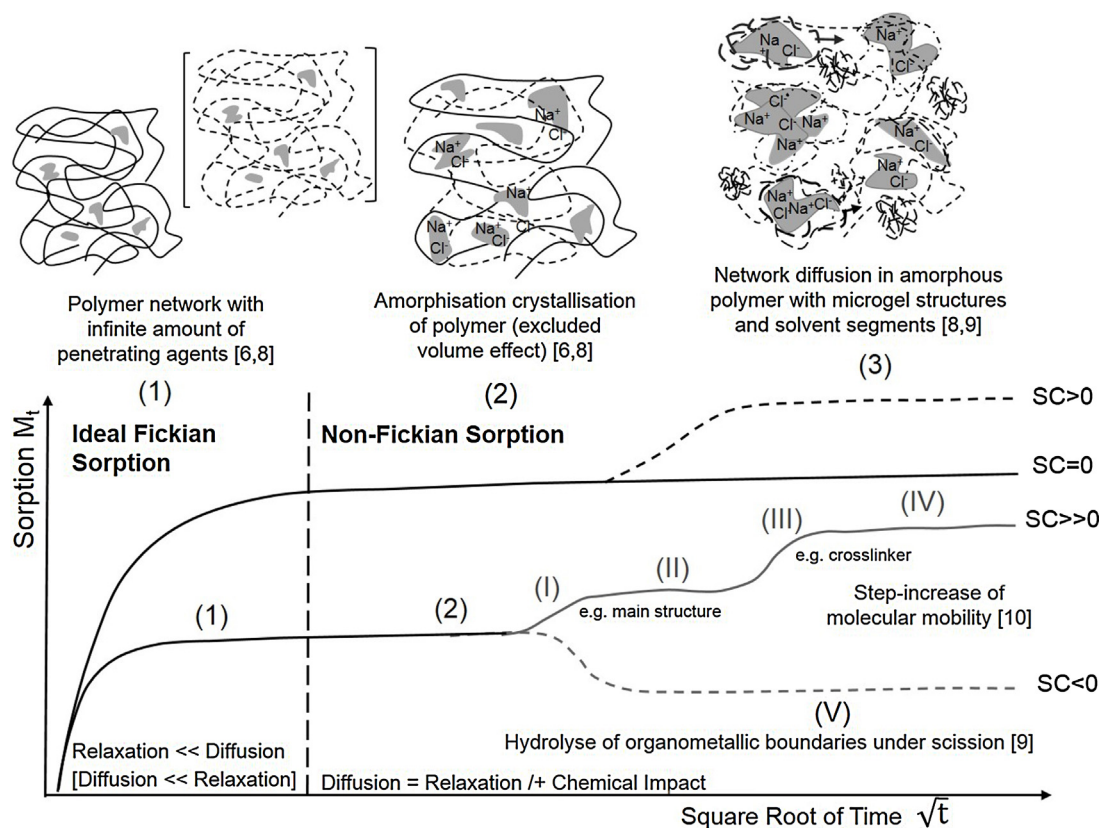 Na⁺ Cl⁻
Na⁺ Cl⁻
Na⁺ Cl⁻
Na⁺ Cl⁻
Na⁺ Cl⁻
Na + Cl⁻
Na⁺
Cl⁻
Cl⁻
Na⁺ Cl⁻ Na⁺
Na⁺
Na⁺
Cl⁻
Na⁺
Cl⁻
Na⁺
Cl Na⁺ Cl⁻
Polymer network with
infinite amount of
penetrating agents [6,8]
Amorphisation crystallisation
of polymer (excluded
volume effect) [6,8]
Network diffusion in amorphous
polymer with microgel structures
and solvent segments [8,9]
(1)
(2)
(3)
Sorption Mₜ
Ideal Fickian
Sorption
Non-Fickian Sorption
SC>0
SC=0
SC>>0
SC<0
(1)
(2)
(I)
(II)
(III)
(IV)
e.g. main structure
e.g. crosslinker
Step-increase of
molecular mobility [10]
(V)
Hydrolyse of organometallic boundaries under scission [9]
Relaxation << Diffusion
[Diffusion << Relaxation]
Diffusion = Relaxation /+ Chemical Impact
Square Root of Time √t